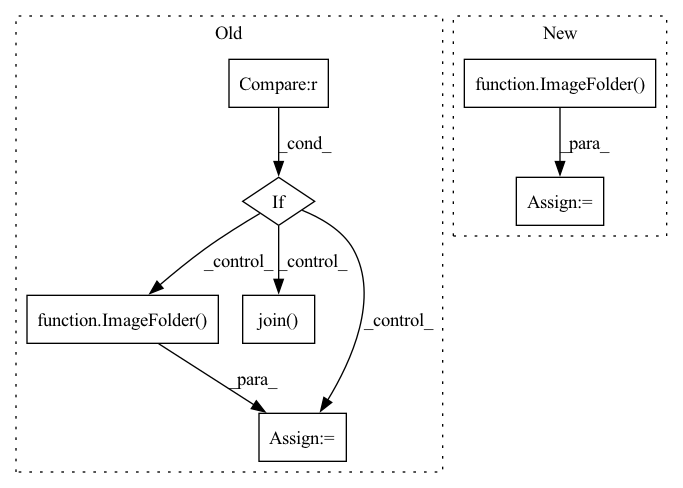 Old
New
Compare:r
function.ImageFolder()
_cond_
_para_
If
Assign:=
_control_
_control_
function.ImageFolder()
join()
_control_
_para_
Assign:=